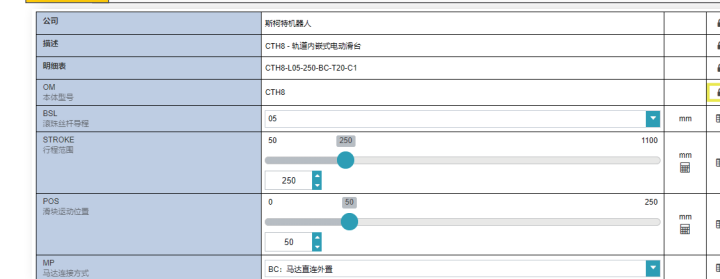 公司
斯柯特机器人
描述
CTH8 - 轨道内嵌式电动滑台
明细表
CTH8-L05-250-BC-T20-C1
OM
本体型号
CTH8
BSL
滚珠丝杆导程
05
mm
STROKE
行程范围
50 250 1100
mm
250
POS
滑块运动位置
0 50 250
mm
50
MP
马达连接方式
BC：马达直连外置